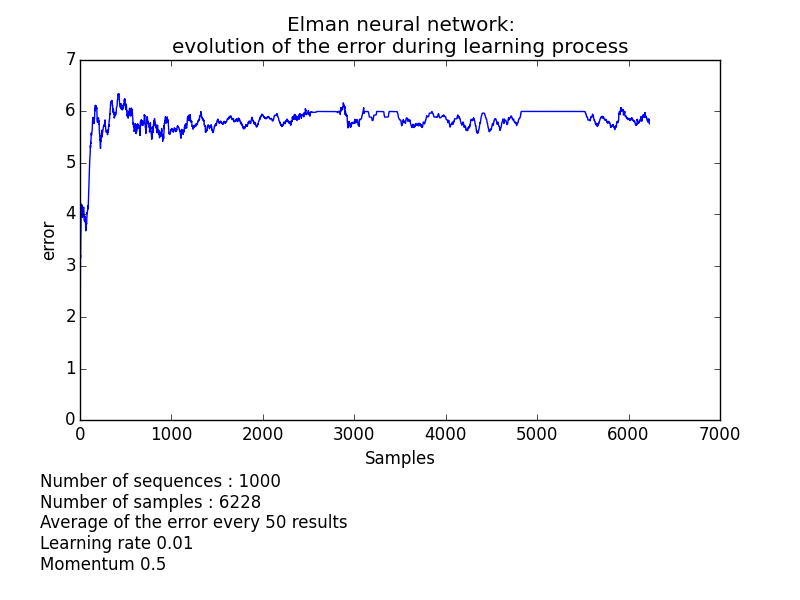 Elman neural network:
evolution of the error during learning process
7
6
5
4
3
2
1
0
error
0 1000 2000 3000 4000 5000 6000 7000
Samples
Number of sequences : 1000
Number of samples : 6228
Average of the error every 50 results
Learning rate 0.01
Momentum 0.5